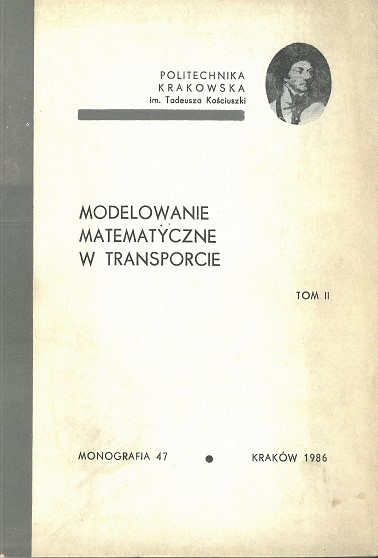 POLITECHNIKA
KRAKOWSKA
im. Tadeusza Kościuszki
MODELOWANIE
MATEMATYCZNE
W TRANSPORCIE
TOM II
MONOGRAFIA 47 • KRAKÓW 1986